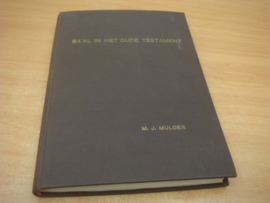 BA'AL IN HET OUDE TESTAMENT
M. J. MULDER